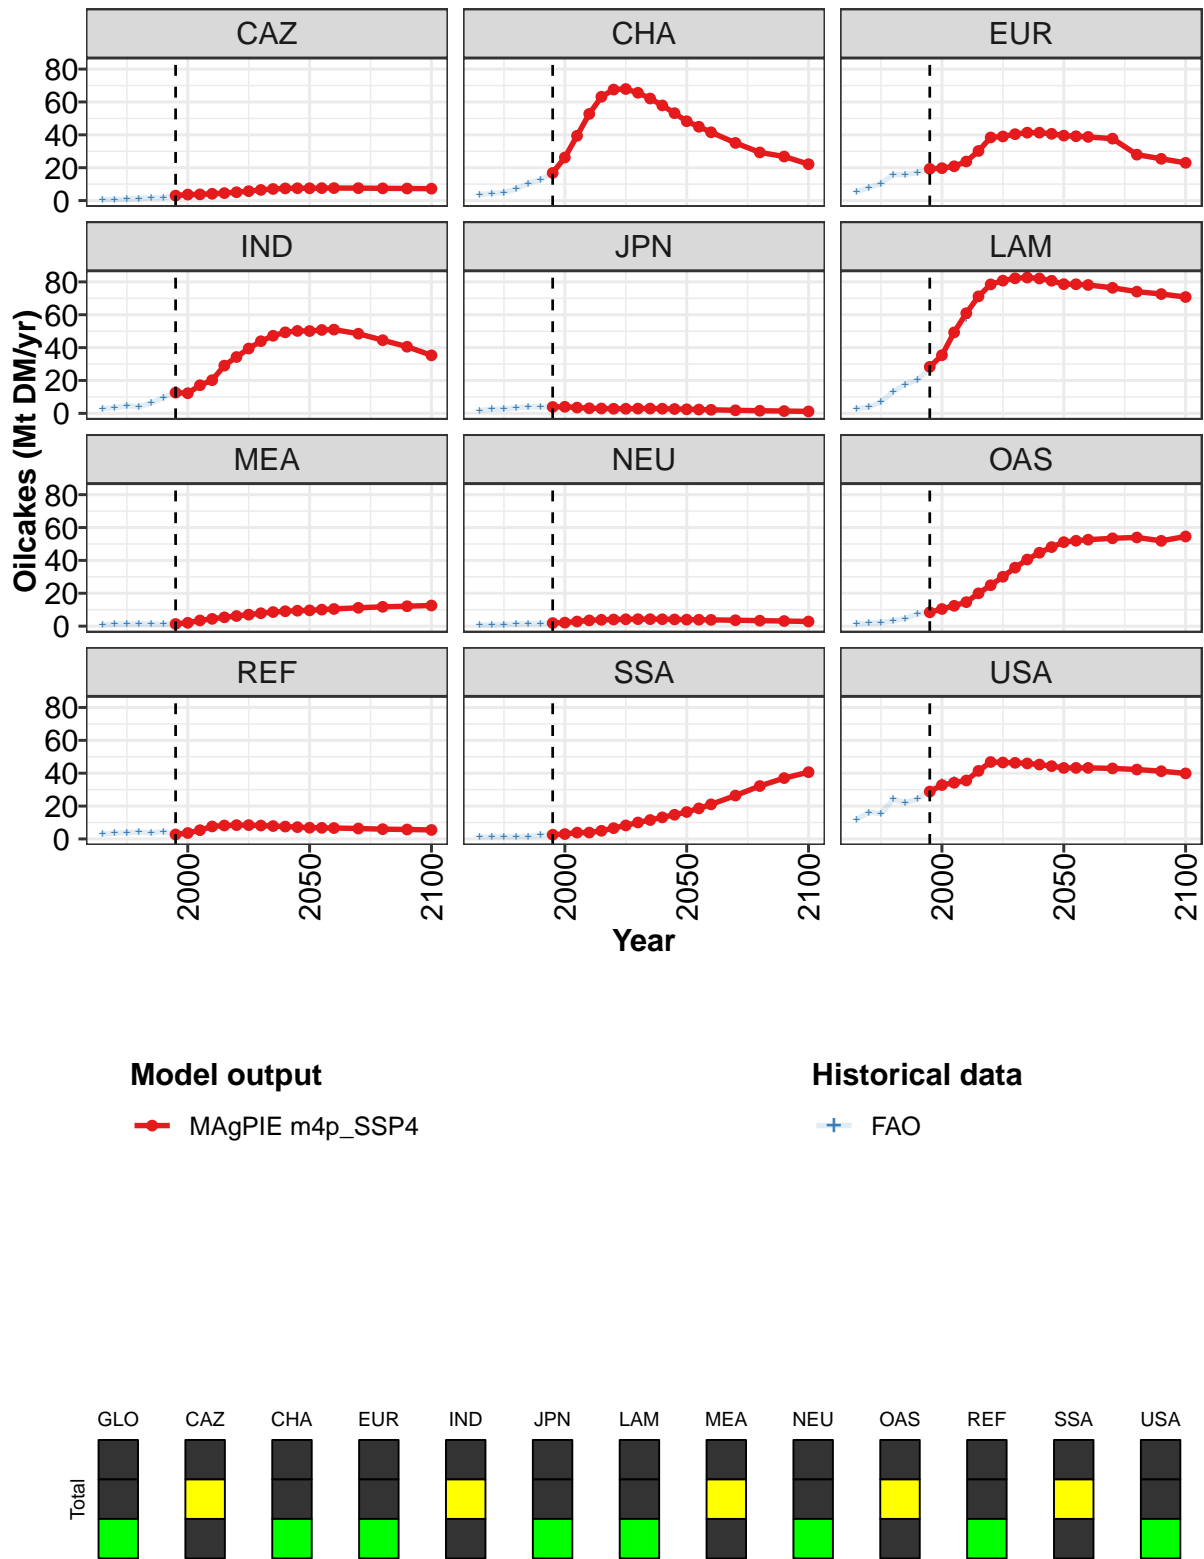 CAZ CHA EUR
80
60
40
20
0
IND JPN LAM
80
60
40
20
0
MEA NEU OAS
80
60
40
20
0
REF SSA USA
80
60
40
20
0
Oilcakes (Mt DM/yr)
2000 2050 2100 2000 2050 2100 2000 2050 2100
Year
Model output Historical data
MAgPIE m4p_SSP4 FAO
GLO CAZ CHA EUR IND JPN LAM MEA NEU OAS REF SSA USA
Total